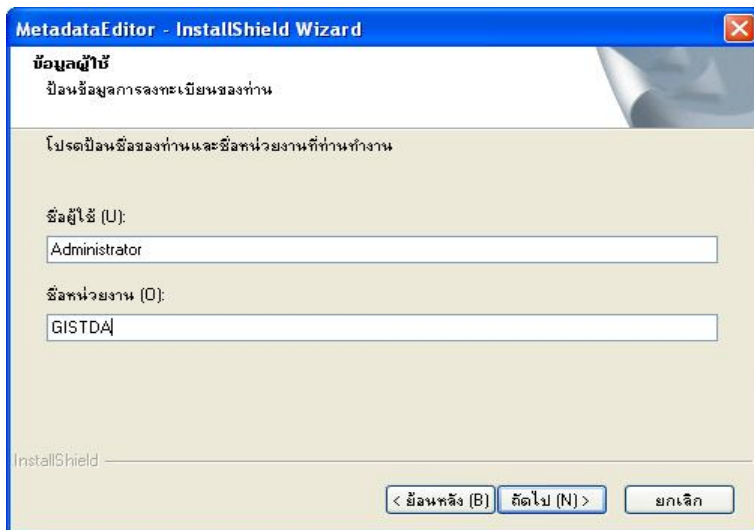 MetadataEditor - InstallShield Wizard
ข้อมูลผู้ใช้
ป้อนข้อมูลการลงทะเบียนของท่าน
โปรดป้อนชื่อของท่านและชื่อหน่วยงานที่ท่านทำงาน
ชื่อผู้ใช้ (U):
Administrator
ชื่อหน่วยงาน (O):
GISTDA
InstallShield
< ย้อนหลัง (B) ถัดไป (N) > ยกเลิก